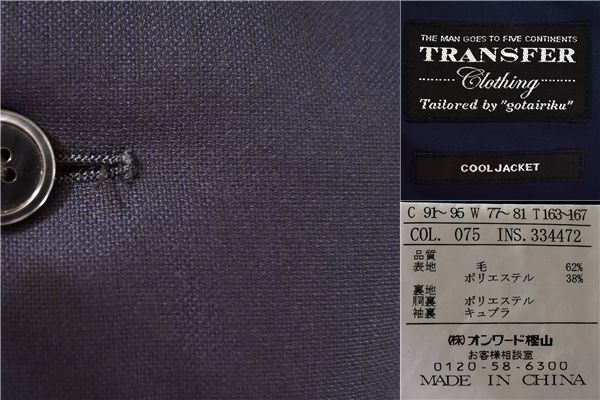 THE MAN GOES TO FIVE CONTINENTS
TRANSFER
Clothing
Tailored by "gotairiku"
COOL JACKET
C 91~95 W 77~81 T163~167
COL. 075 INS. 334472
品質
表地 毛 62%
ポリエステル 38%
裏地
胴裏 ポリエステル
袖裏 キュプラ
㈱オンワード樫山
お客様相談室
0120-58-6300
MADE IN CHINA